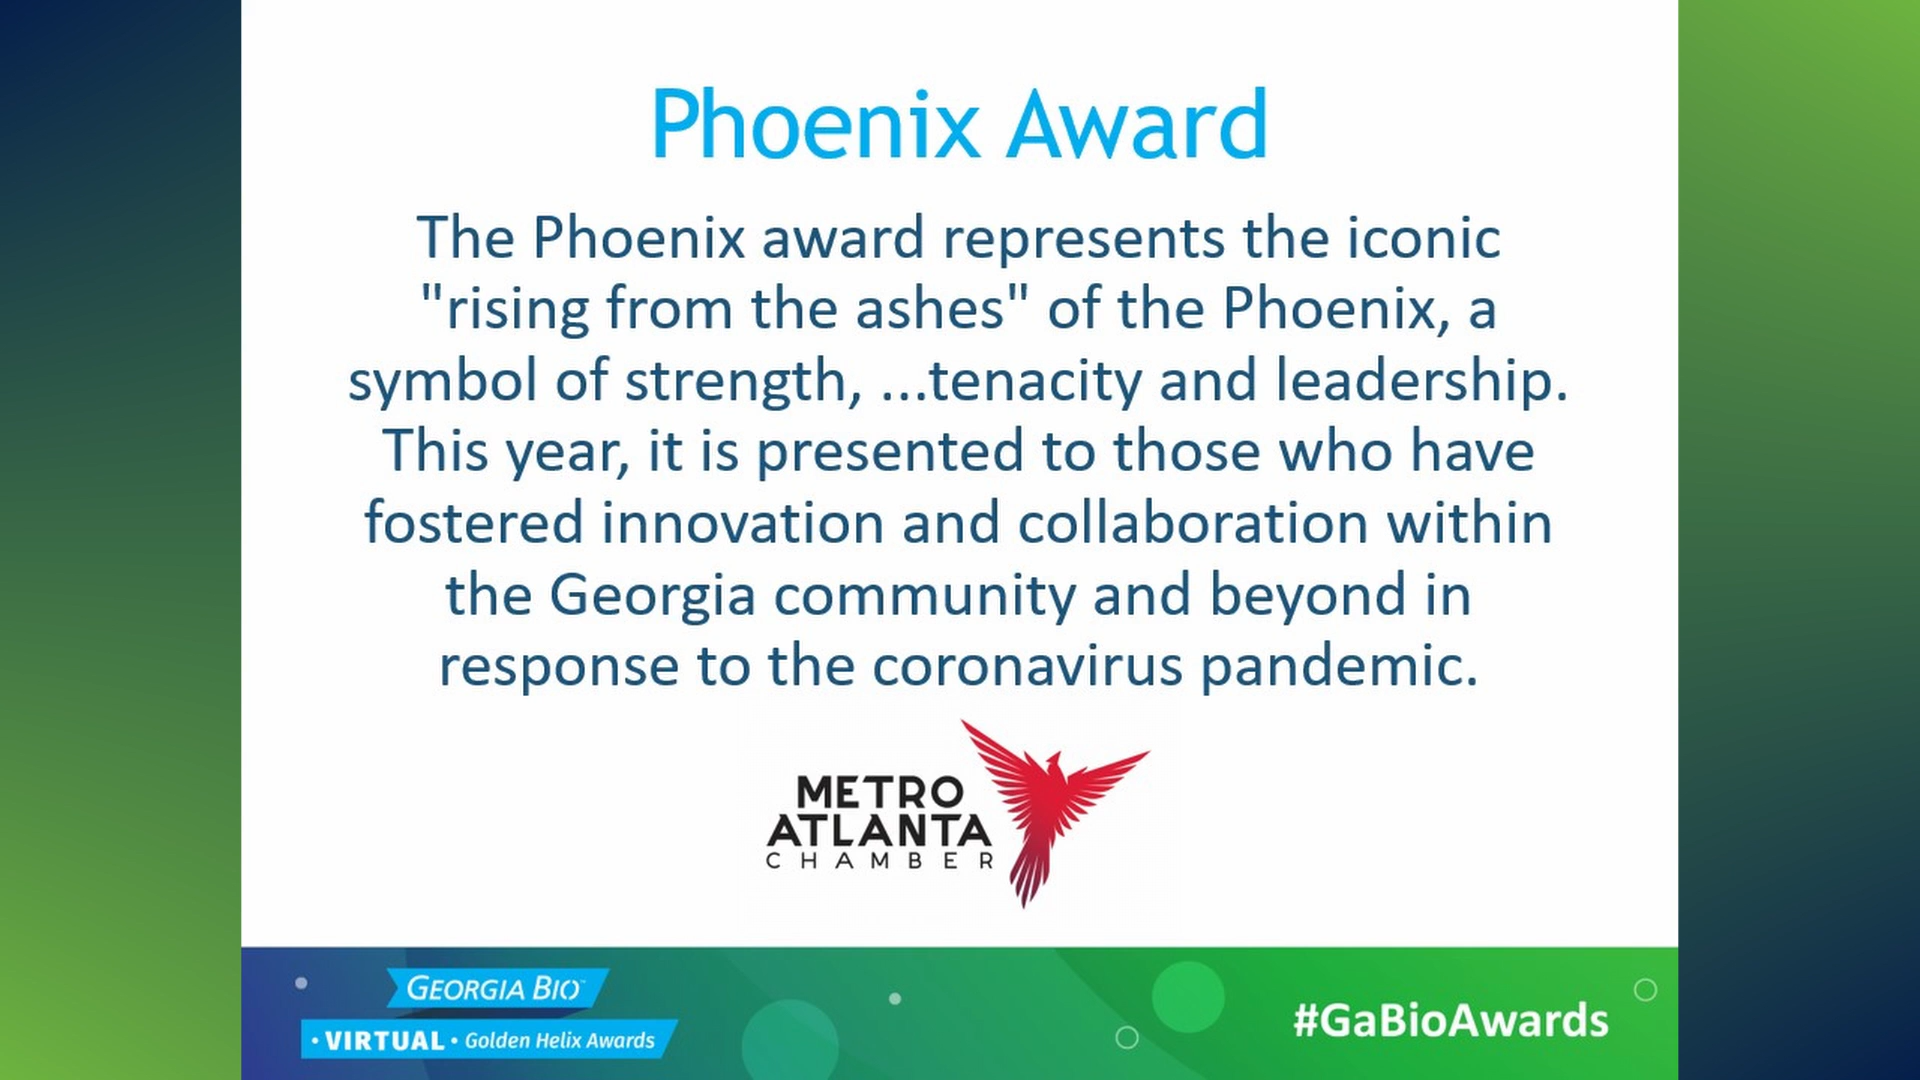 Phoenix Award
The Phoenix award represents the iconic
"rising from the ashes" of the Phoenix, a
symbol of strength, ...tenacity and leadership.
This year, it is presented to those who have
fostered innovation and collaboration within
the Georgia community and beyond in
response to the coronavirus pandemic.
METRO
ATLANTA
CHAMBER
GEORGIA BIO™
• VIRTUAL • Golden Helix Awards
#GaBioAwards